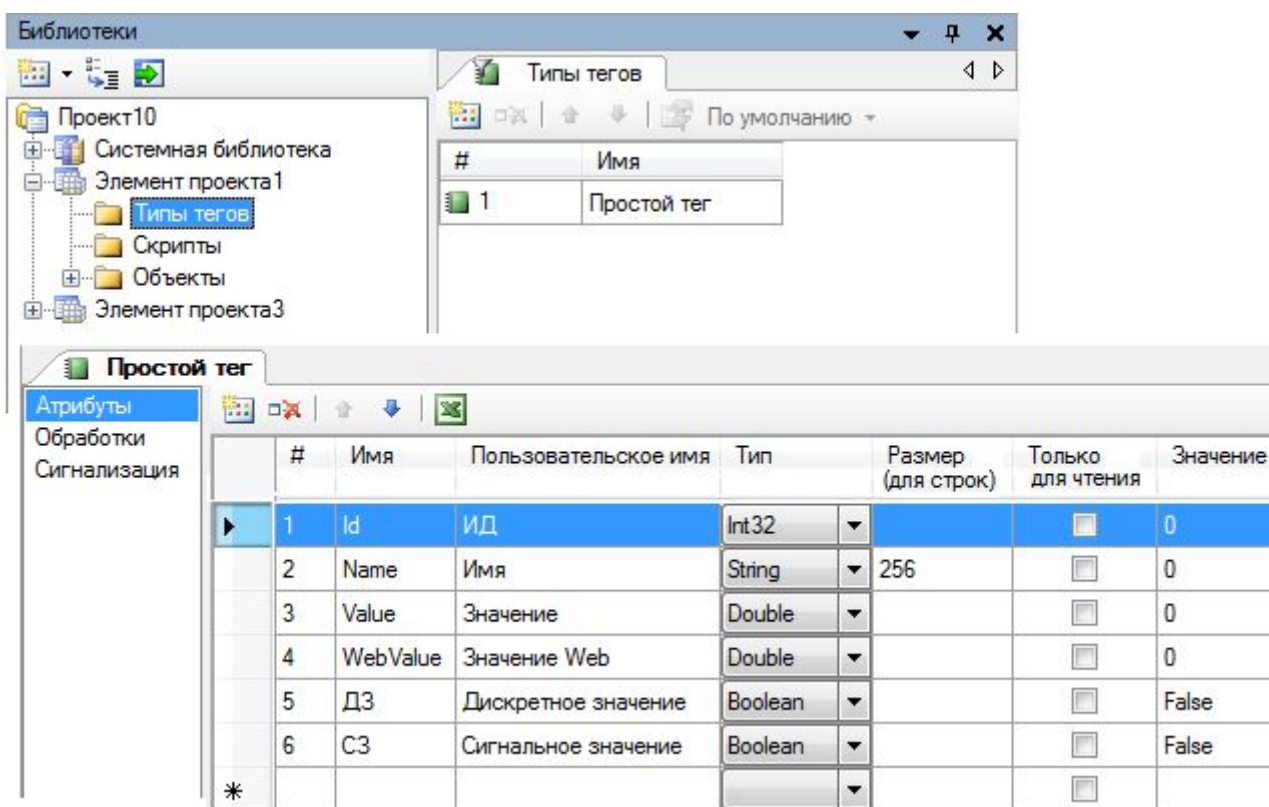 Библиотеки
Типы тегов
По умолчанию
Проект10
Системная библиотека
Элемент проекта1
Типы тегов
Скрипты
Объекты
Элемент проекта3
# Имя
1 Простой тег
Простой тег
Атрибуты
Обработки
Сигнализация
# Имя Пользовательское имя Тип Размер (для строк) Только для чтения Значение
1 Id ИД Int32 0
2 Name Имя String 256 0
3 Value Значение Double 0
4 WebValue Значение Web Double 0
5 ДЗ Дискретное значение Boolean False
6 СЗ Сигнальное значение Boolean False